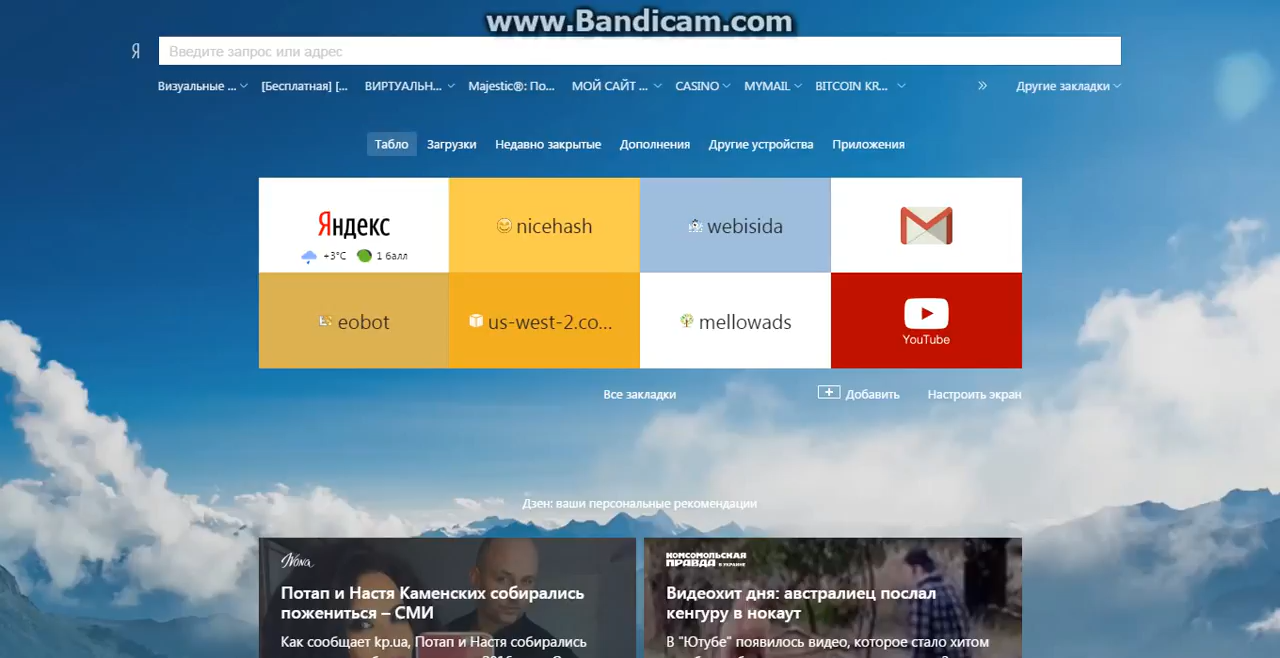 www.Bandicam.com
Я Введите запрос или адрес
Визуальные ... [Бесплатная] [... ВИРТУАЛЬН... Majestic®: По... МОЙ САЙТ ... CASINO MYMAIL BITCOIN KR... » Другие закладки
Табло Загрузки Недавно закрытые Дополнения Другие устройства Приложения
Яндекс nicehash webisida
+3°C 1 балл
eobot us-west-2.co... mellowads YouTube
Все закладки Добавить Настроить экран
Дзен: ваши персональные рекомендации
Ivona
Потап и Настя Каменских собирались
пожениться – СМИ
Как сообщает kp.ua, Потап и Настя собирались
КОМСОМОЛЬСКАЯ
ПРАВДА В УКРАИНЕ
Видеохит дня: австралиец послал
кенгуру в нокаут
В "Ютубе" появилось видео, которое стало хитом